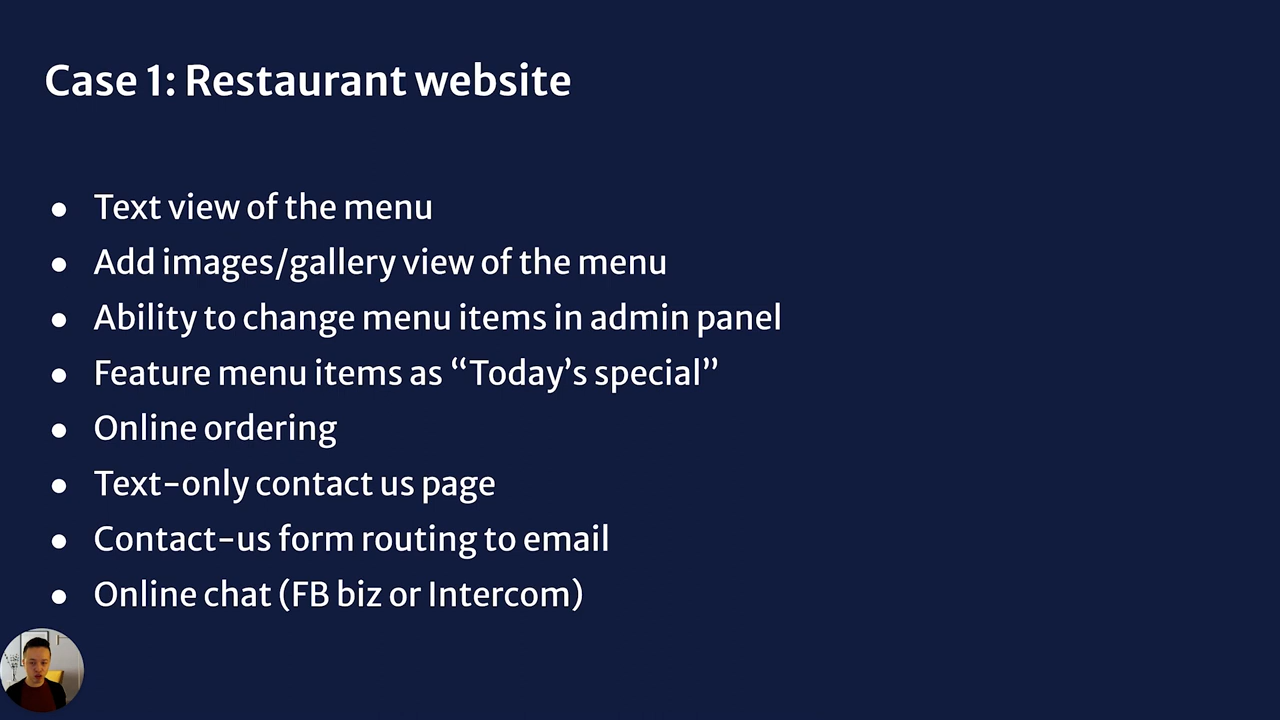 Case 1: Restaurant website
● Text view of the menu
● Add images/gallery view of the menu
● Ability to change menu items in admin panel
● Feature menu items as “Today’s special”
● Online ordering
● Text-only contact us page
● Contact-us form routing to email
● Online chat (FB biz or Intercom)